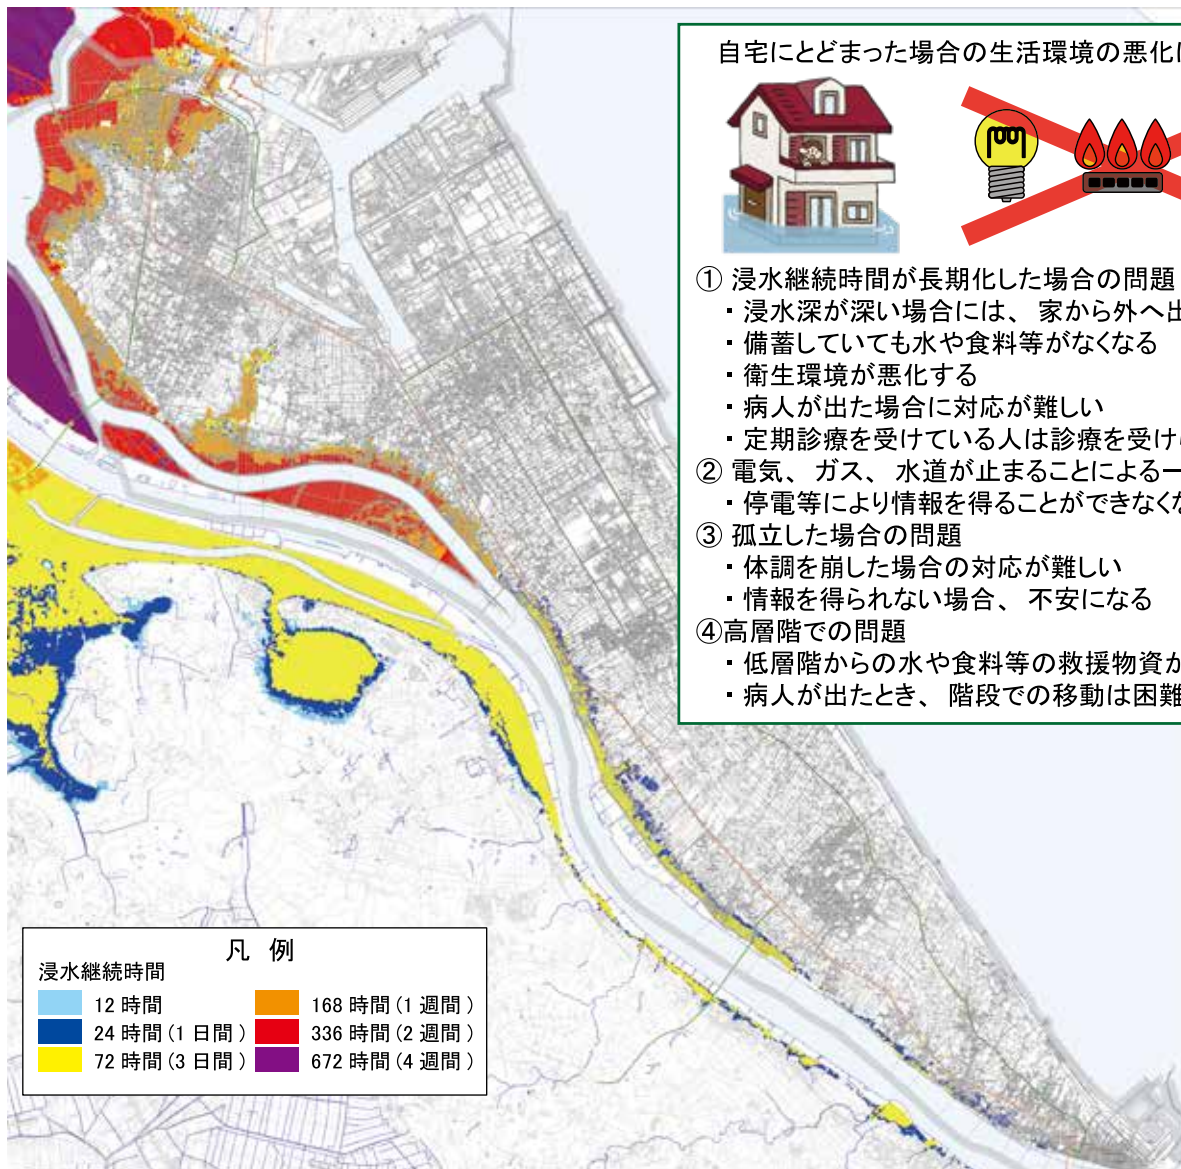 自宅にとどまった場合の生活環境の悪化に
① 浸水継続時間が長期化した場合の問題
・浸水深が深い場合には、 家から外へ出
・備蓄していても水や食料等がなくなる
・衛生環境が悪化する
・病人が出た場合に対応が難しい
・定期診療を受けている人は診療を受け
② 電気、 ガス、 水道が止まることによる一
・停電等により情報を得ることができなくな
③ 孤立した場合の問題
・体調を崩した場合の対応が難しい
・情報を得られない場合、 不安になる
④高層階での問題
・低層階からの水や食料等の救援物資が
・病人が出たとき、 階段での移動は困難
凡 例
浸水継続時間
12 時間
24 時間 (1 日間)
72 時間 (3 日間)
168 時間 (1 週間)
336 時間 (2 週間)
672 時間 (4 週間)